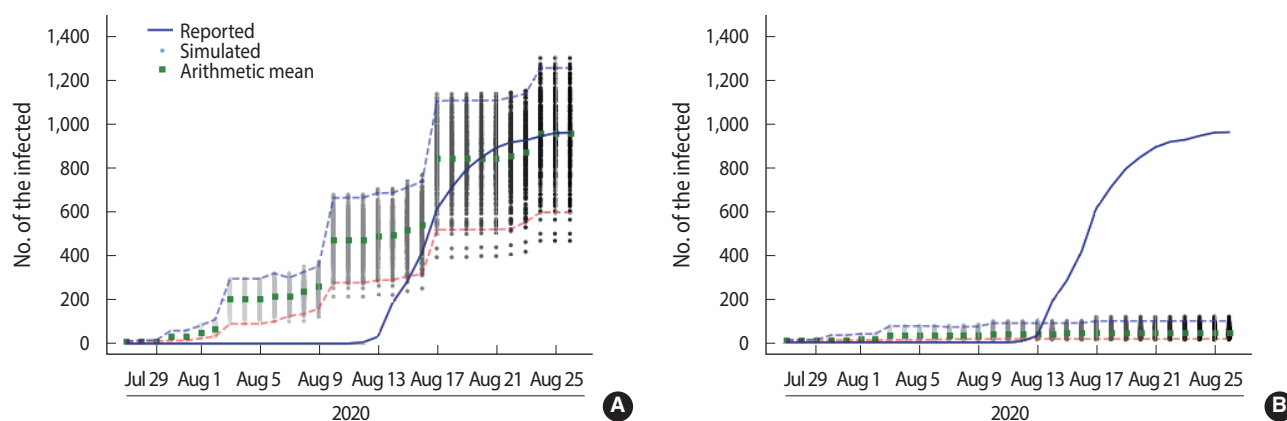 No. of the infected
1,400
1,200
1,000
800
600
400
200
0
Reported
Simulated
Arithmetic mean
Jul 29 Aug 1 Aug 5 Aug 9 Aug 13 Aug 17 Aug 21 Aug 25
2020
A
No. of the infected
1,400
1,200
1,000
800
600
400
200
0
Jul 29 Aug 1 Aug 5 Aug 9 Aug 13 Aug 17 Aug 21 Aug 25
2020
B